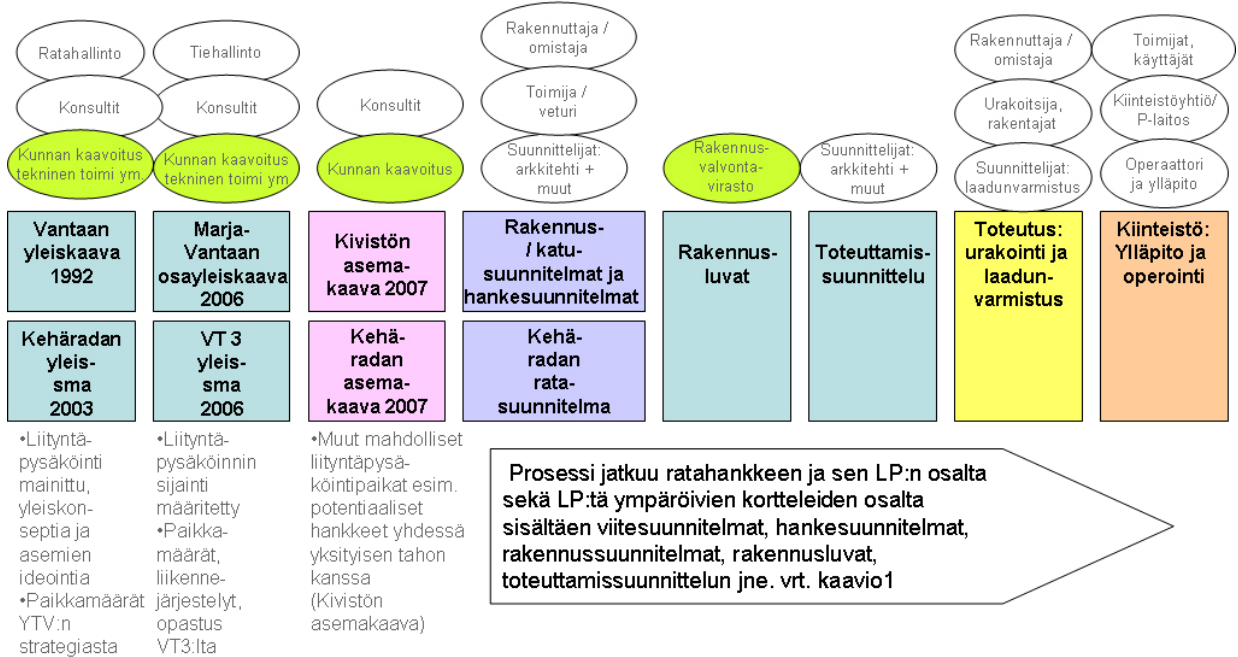 Ratahallinto
Konsultit
Kunnan kaavoitus
tekninen toimi ym.
Vantaan
yleiskaava
1992
Kehäradan
yleis-
sma
2003
•Liityntä-
pysäköinti
mainittu,
yleiskon-
septia ja
asemien
ideointia
•Paikkamäärät
YTV:n
strategiasta
Tiehallinto
Konsultit
Kunnan kaavoitus
tekninen toimi ym
Marja-
Vantaan
osayleiskaava
2006
VT 3
yleis-
sma
2006
•Liityntä-
pysäköinnin
sijainti
määritetty
•Paikka-
määrät,
liikenne-
järjestelyt,
opastus
VT3:lta
Konsultit
Kunnan kaavoitus
Kivistön
asema-
kaava 2007
Kehä-
radan
asema-
kaava 2007
•Muut mahdolliset
liityntäpysä-
köintipaikat esim.
potentiaaliset
hankkeet yhdessä
yksityisen tahon
kanssa
(Kivistön
asemakaava)
Rakennuttaja /
omistaja
Toimija /
veturi
Suunnittelijat:
arkkitehti +
muut
Rakennus-
/ katu-
suunnitelmat ja
hankesuunnitelmat
Kehä-
radan
rata-
suunnitelma
Rakennus-
valvonta-
virasto
Rakennus-
luvat
Suunnittelijat:
arkkitehti +
muut
Toteuttamis-
suunnittelu
Rakennuttaja /
omistaja
Urakoitsija,
rakentajat
Suunnittelijat:
laadunvarmistus
Toteutus:
urakointi ja
laadun-
varmistus
Toimijat,
käyttäjät
Kiinteistöyhtiö/
P-laitos
Operaattori
ja ylläpito
Kiinteistö:
Ylläpito ja
operointi
Prosessi jatkuu ratahankkeen ja sen LP:n osalta
sekä LP:tä ympäröivien kortteleiden osalta
sisältäen viitesuunnitelmat, hankesuunnitelmat,
rakennussuunnitelmat, rakennusluvat,
toteuttamissuunnittelun jne. vrt. kaavio1